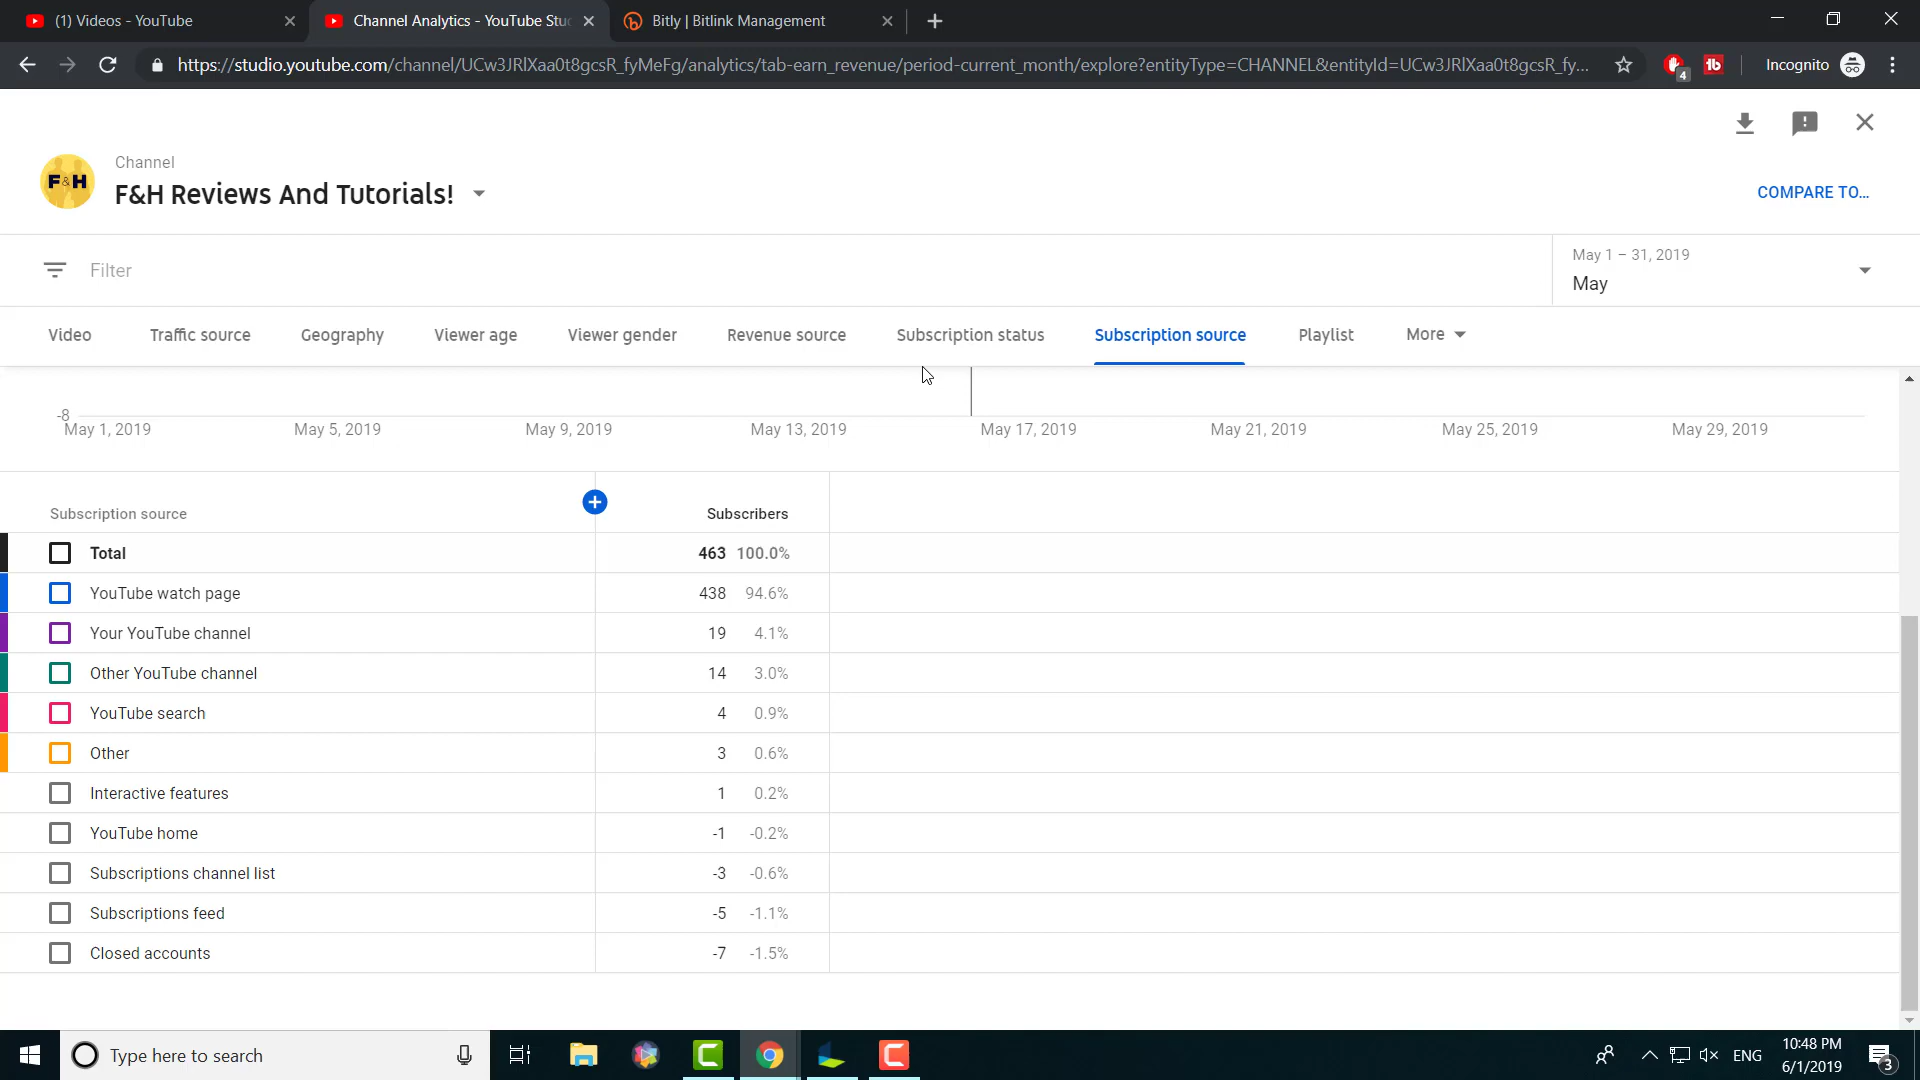 (1) Videos - YouTube
Channel Analytics - YouTube Stu
Bitly | Bitlink Management
https://studio.youtube.com/channel/UCw3JRlXaa0t8gcsR_fyMeFg/analytics/tab-earn_revenue/period-current_month/explore?entityType=CHANNEL&entityId=UCw3JRlXaa0t8gcsR_fy...
4
Incognito
Channel
F&H
F&H Reviews And Tutorials!
COMPARE TO...
Filter
May 1 – 31, 2019
May
Video
Traffic source
Geography
Viewer age
Viewer gender
Revenue source
Subscription status
Subscription source
Playlist
More
-8
May 1, 2019
May 5, 2019
May 9, 2019
May 13, 2019
May 17, 2019
May 21, 2019
May 25, 2019
May 29, 2019
Subscription source
Subscribers
Total 463 100.0%
YouTube watch page 438 94.6%
Your YouTube channel 19 4.1%
Other YouTube channel 14 3.0%
YouTube search 4 0.9%
Other 3 0.6%
Interactive features 1 0.2%
YouTube home -1 -0.2%
Subscriptions channel list -3 -0.6%
Subscriptions feed -5 -1.1%
Closed accounts -7 -1.5%
Type here to search
ENG
10:48 PM
6/1/2019
3